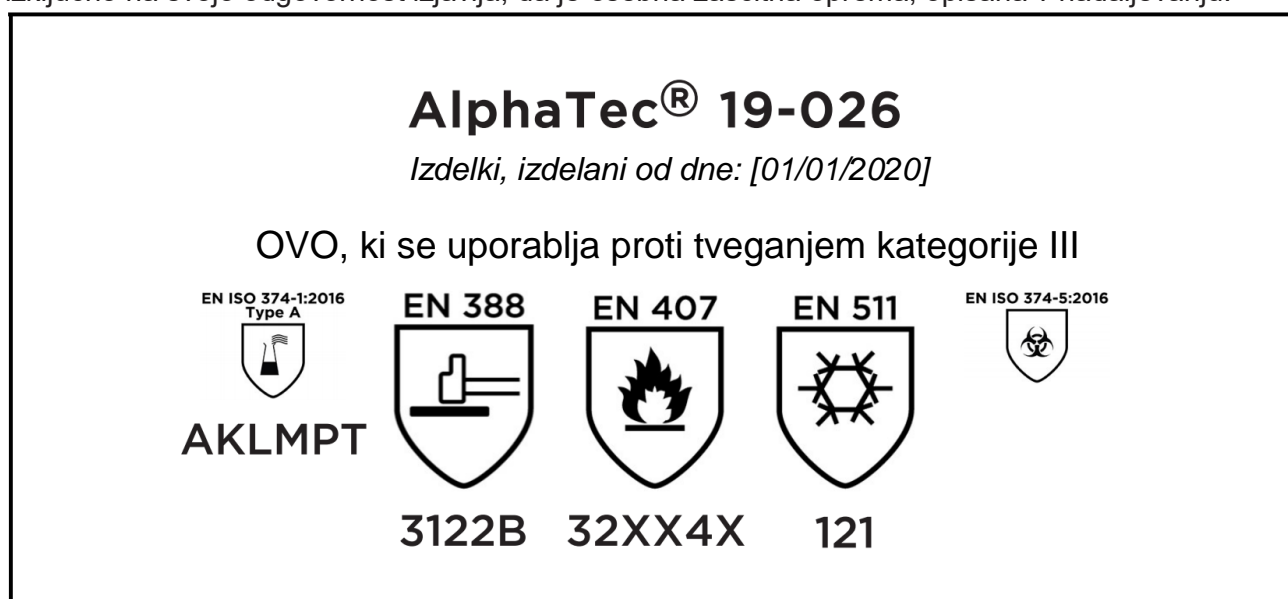 AlphaTec® 19-026
Izdelki, izdelani od dne: [01/01/2020]
OVO, ki se uporablja proti tveganjem kategorije III
EN ISO 374-1:2016
Type A
EN 388
EN 407
EN 511
EN ISO 374-5:2016
AKLMPT
3122B
32XX4X
121